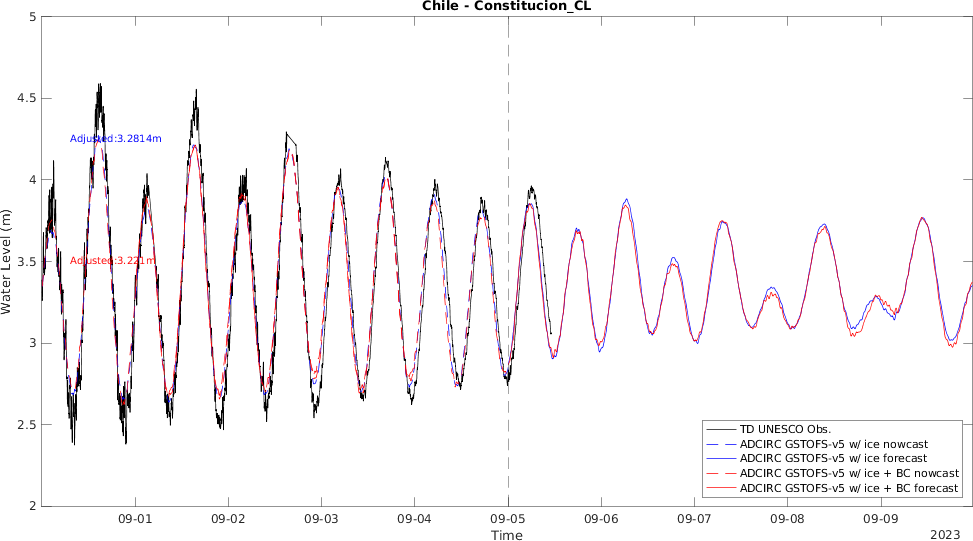 Chile - Constitucion_CL
5
4.5
4
3.5
3
2.5
2
Water Level (m)
Adjusted:3.2814m
Adjusted:3.221m
TD UNESCO Obs.
ADCIRC GSTOFS-v5 w/ ice nowcast
ADCIRC GSTOFS-v5 w/ ice forecast
ADCIRC GSTOFS-v5 w/ ice + BC nowcast
ADCIRC GSTOFS-v5 w/ ice + BC forecast
09-01 09-02 09-03 09-04 09-05 09-06 09-07 09-08 09-09
Time
2023